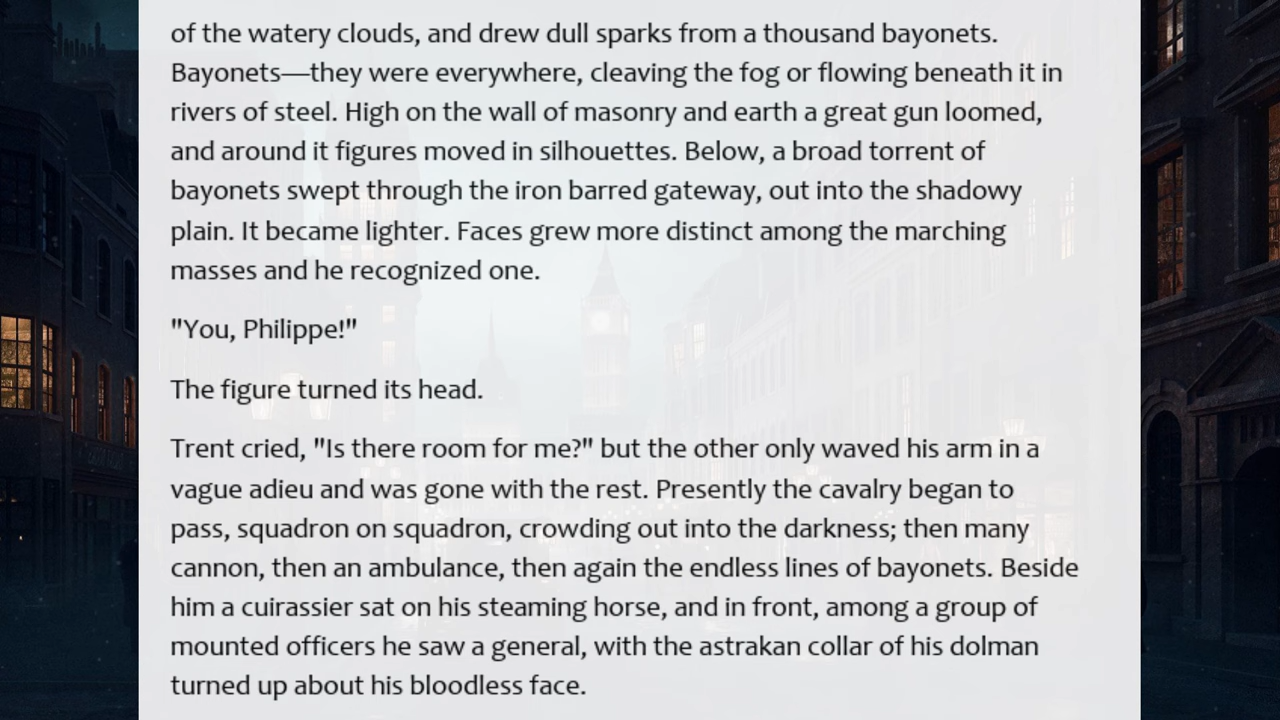 of the watery clouds, and drew dull sparks from a thousand bayonets.
Bayonets—they were everywhere, cleaving the fog or flowing beneath it in
rivers of steel. High on the wall of masonry and earth a great gun loomed,
and around it figures moved in silhouettes. Below, a broad torrent of
bayonets swept through the iron barred gateway, out into the shadowy
plain. It became lighter. Faces grew more distinct among the marching
masses and he recognized one.
"You, Philippe!"
The figure turned its head.
Trent cried, "Is there room for me?" but the other only waved his arm in a
vague adieu and was gone with the rest. Presently the cavalry began to
pass, squadron on squadron, crowding out into the darkness; then many
cannon, then an ambulance, then again the endless lines of bayonets. Beside
him a cuirassier sat on his steaming horse, and in front, among a group of
mounted officers he saw a general, with the astrakan collar of his dolman
turned up about his bloodless face.